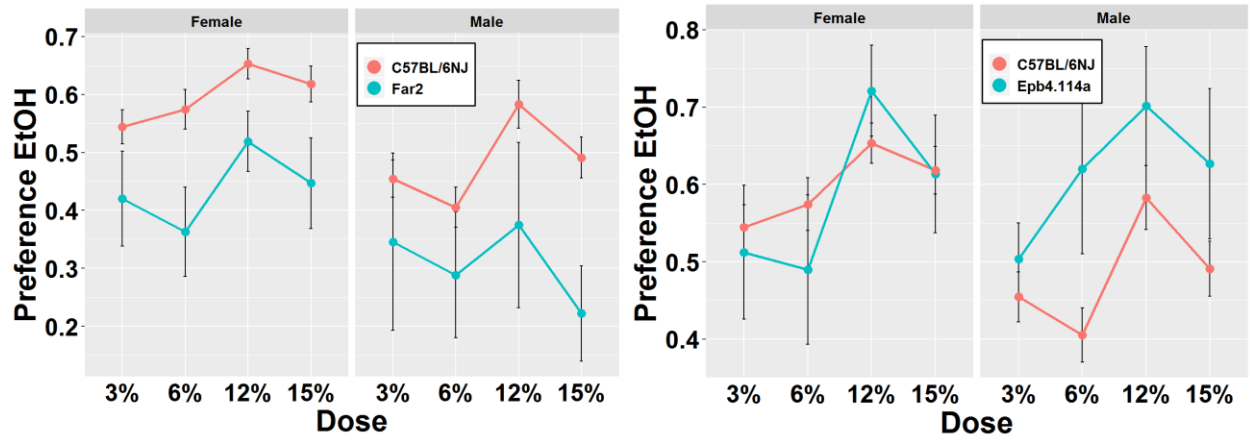 Female
Male
Preference EtOH
0.7
0.6
0.5
0.4
0.3
0.2
C57BL/6NJ
Far2
3% 6% 12% 15%
3% 6% 12% 15%
Dose
Female
Male
Preference EtOH
0.8
0.7
0.6
0.5
0.4
C57BL/6NJ
Epb4.114a
3% 6% 12% 15%
3% 6% 12% 15%
Dose